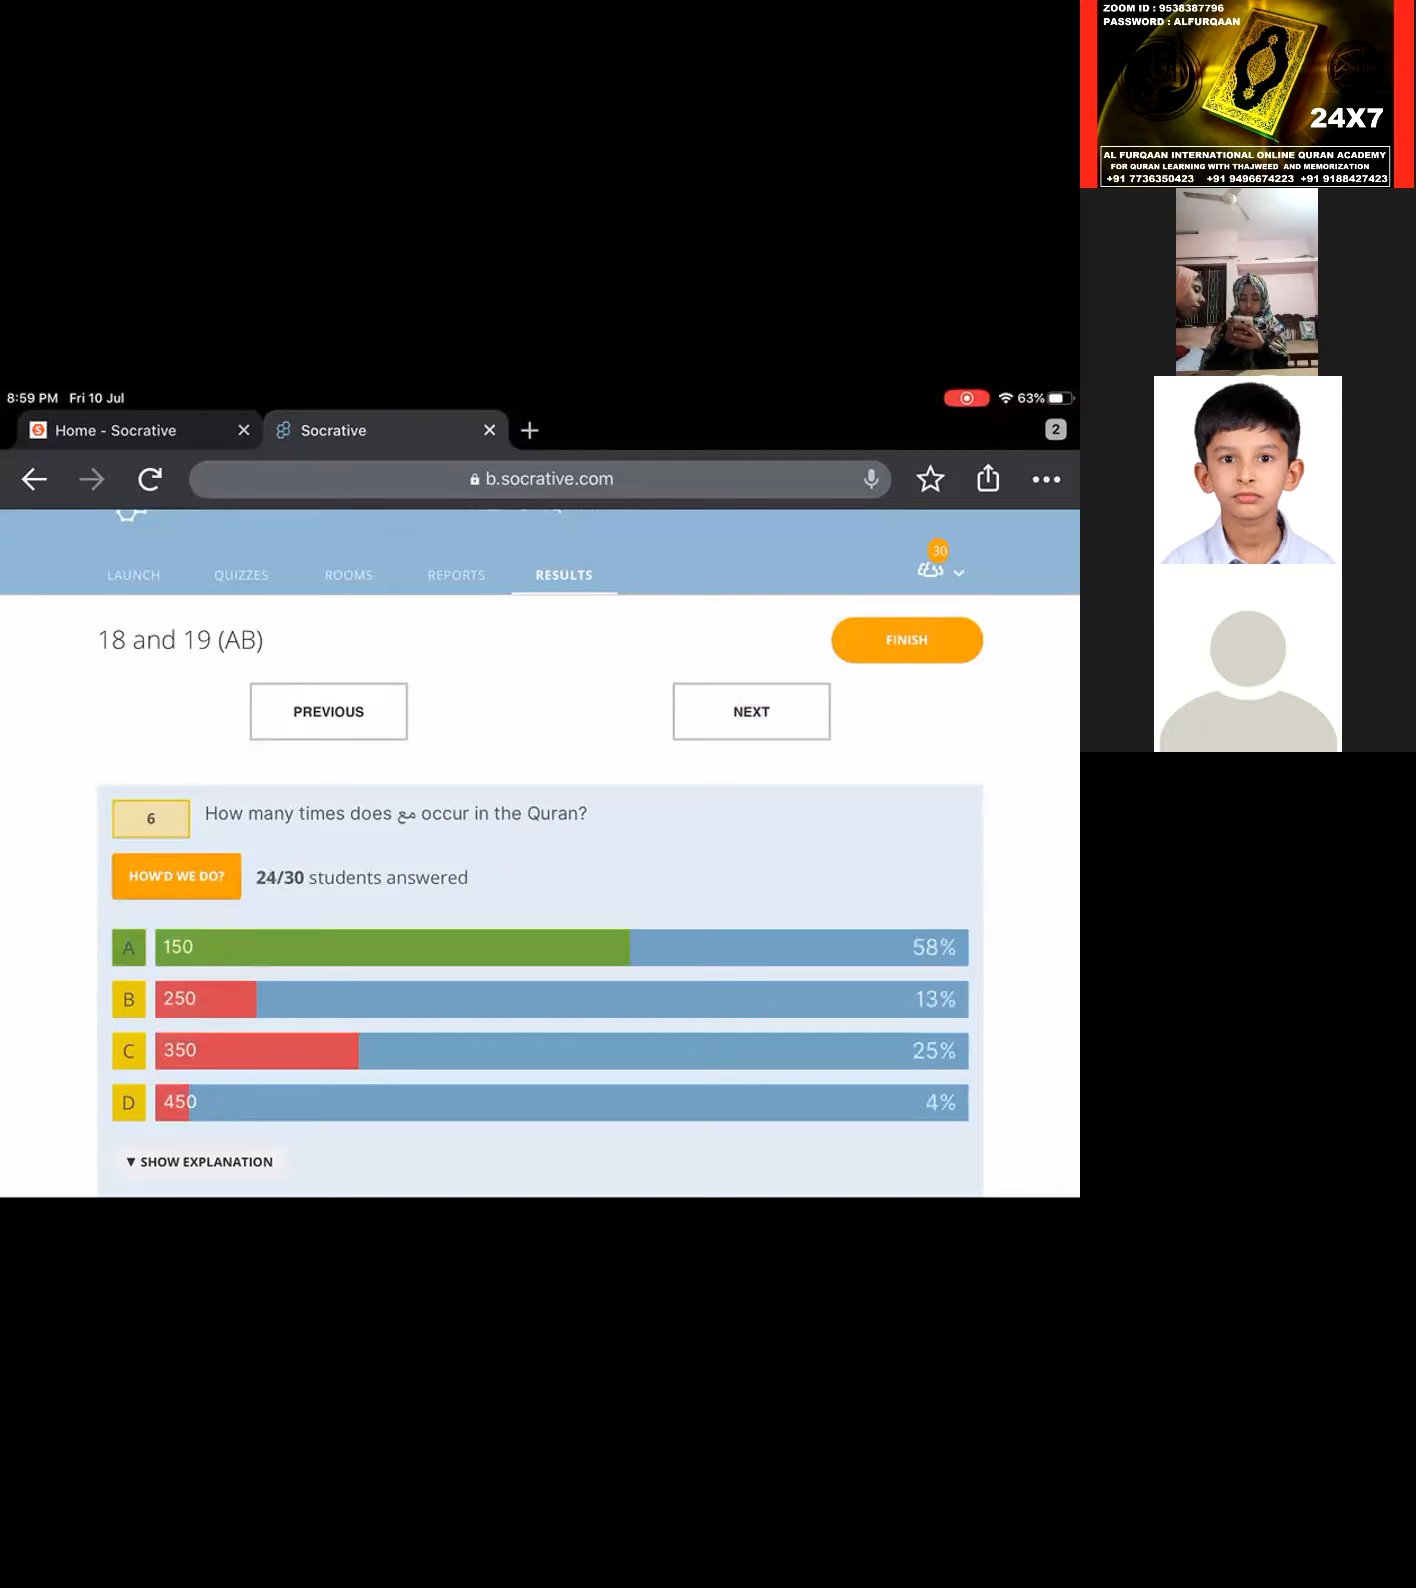 ZOOM ID : 9538387796
PASSWORD : ALFURQAAN
24X7
AL FURQAAN INTERNATIONAL ONLINE QURAN ACADEMY
FOR QURAN LEARNING WITH THAJWEED AND MEMORIZATION
+91 7736350423 +91 9496674223 +91 9188427423
8:59 PM Fri 10 Jul
63%
Home - Socrative
Socrative
2
b.socrative.com
30
LAUNCH QUIZZES ROOMS REPORTS RESULTS
18 and 19 (AB)
FINISH
PREVIOUS
NEXT
6 How many times does مع occur in the Quran?
HOW'D WE DO? 24/30 students answered
A 150 58%
B 250 13%
C 350 25%
D 450 4%
▼ SHOW EXPLANATION